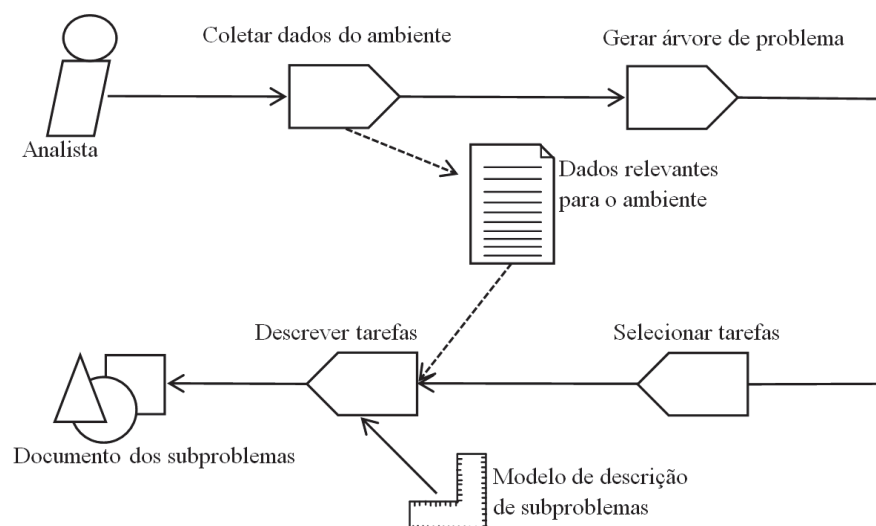 Coletar dados do ambiente
Gerar árvore de problema
Analista
Dados relevantes
para o ambiente
Descrever tarefas
Selecionar tarefas
Documento dos subproblemas
Modelo de descrição
de subproblemas